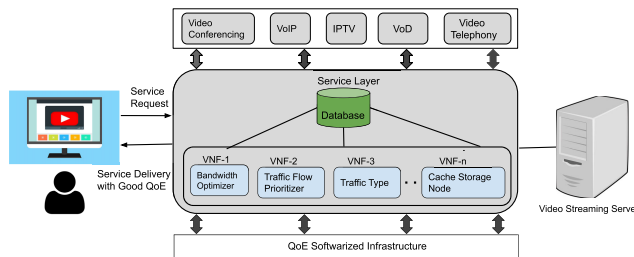 Video
Conferencing
VoIP
IPTV
VoD
Video
Telephony
Service Layer
Database
Service
Request
Service Delivery
with Good QoE
VNF-1
Bandwidth
Optimizer
VNF-2
Traffic Flow
Prioritizer
VNF-3
Traffic Type
. .
VNF-n
Cache Storage
Node
Video Streaming Serve
QoE Softwarized Infrastructure